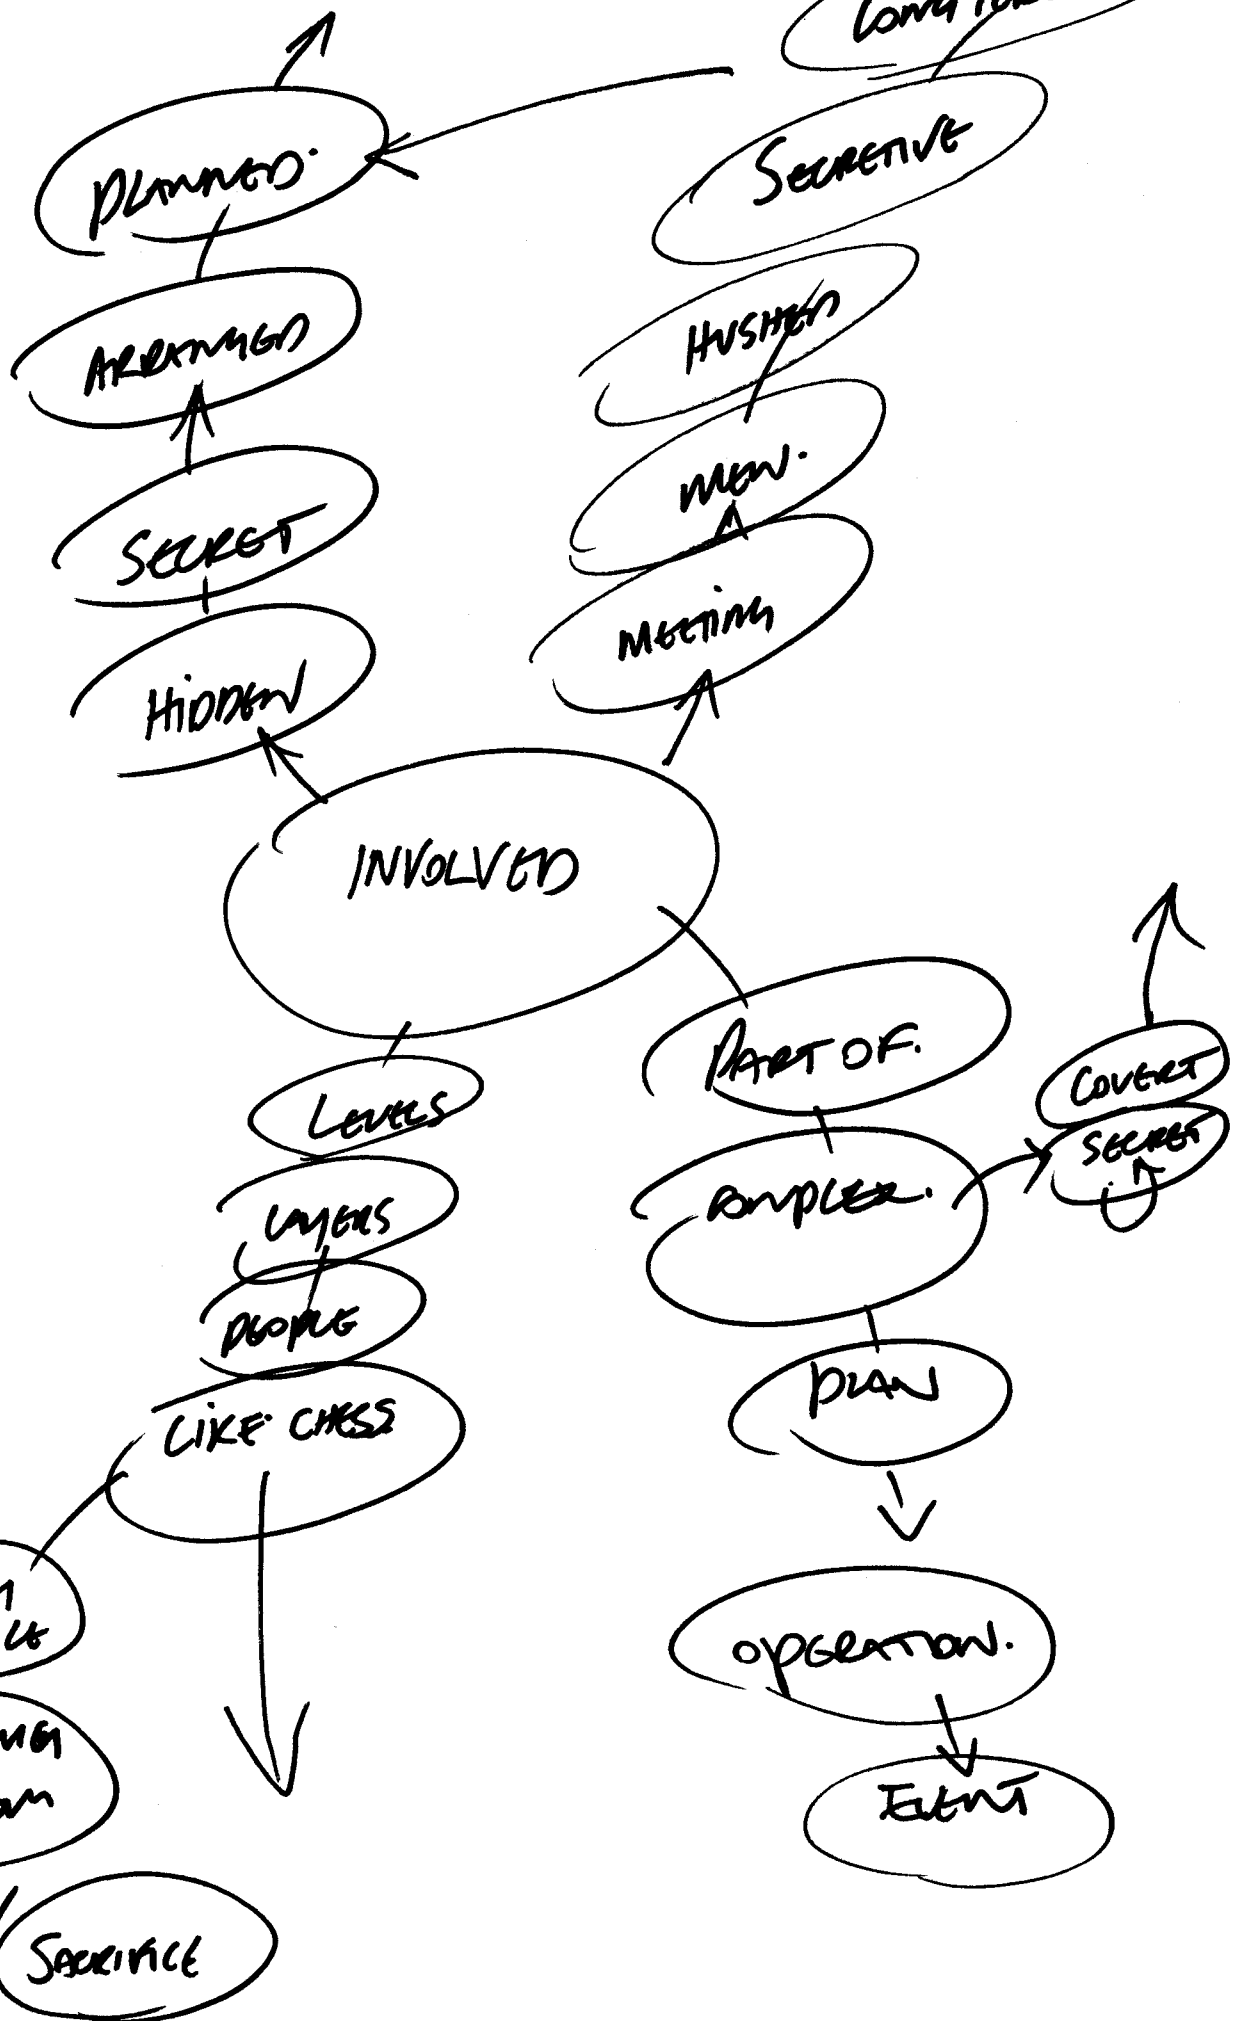 SECRETIVE
PLANNED.
HUSHED
ARRANGED
MEN.
SECRET
MEETING
HIDDEN
INVOLVED
PART OF.
COVERT
LEVELS
SECRET
LAYERS
COMPLEX.
PEOPLE
PLAN
LIKE CHESS
OPERATION.
EVENT
SACRIFICE